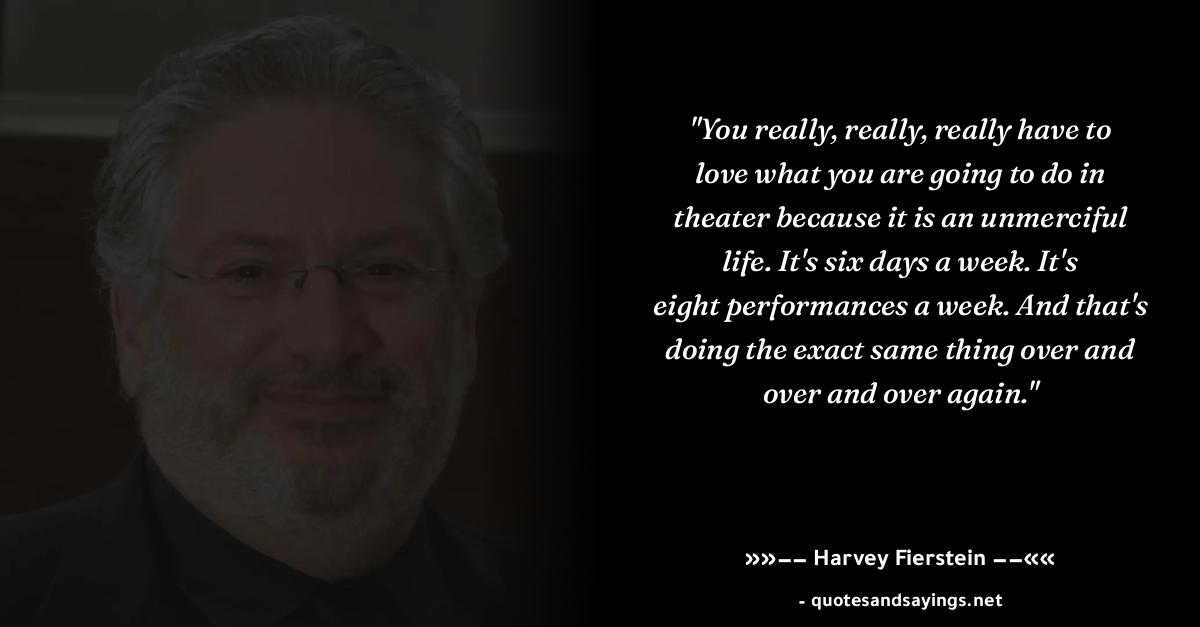 "You really, really, really have to
love what you are going to do in
theater because it is an unmerciful
life. It's six days a week. It's
eight performances a week. And that's
doing the exact same thing over and
over and over again."
»»–– Harvey Fierstein ––««
- quotesandsayings.net